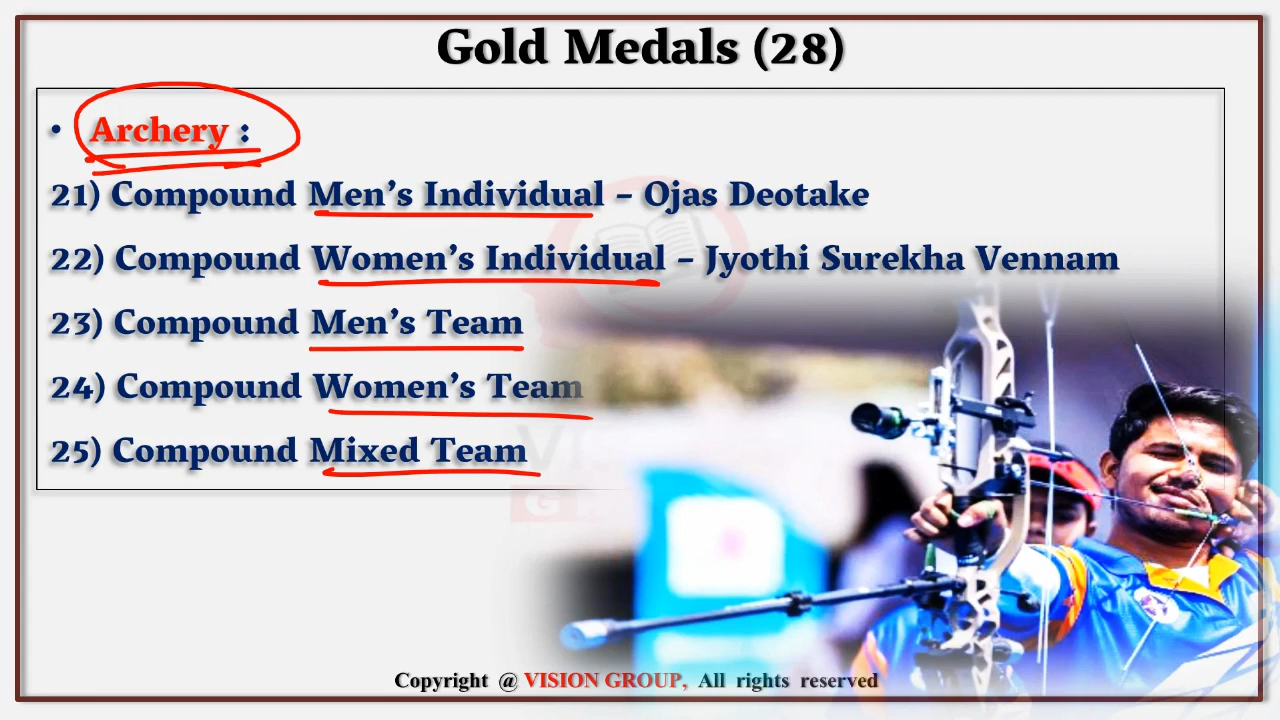 Gold Medals (28)
• Archery :
21) Compound Men's Individual – Ojas Deotake
22) Compound Women's Individual – Jyothi Surekha Vennam
23) Compound Men's Team
24) Compound Women's Team
25) Compound Mixed Team
Copyright @ VISION GROUP, All rights reserved